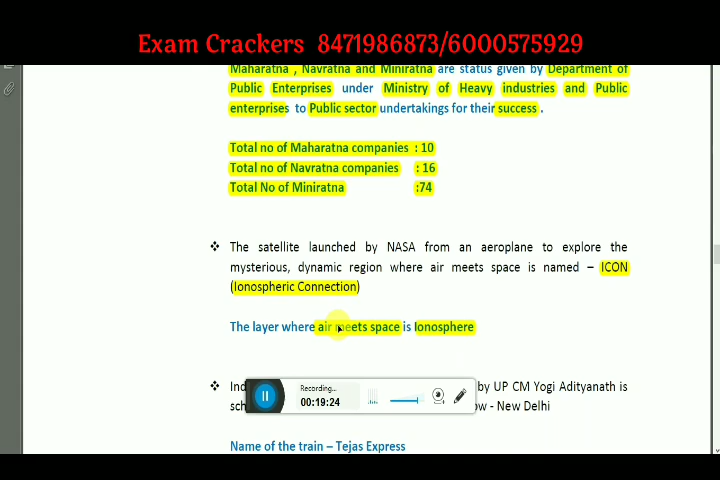 Exam Crackers 8471986873/6000575929
Maharatna , Navratna and Miniratna are status given by Department of
Public Enterprises under Ministry of Heavy industries and Public
enterprises to Public sector undertakings for their success .
Total no of Maharatna companies : 10
Total no of Navratna companies : 16
Total No of Miniratna :74
❖ The satellite launched by NASA from an aeroplane to explore the
mysterious, dynamic region where air meets space is named – ICON
(Ionospheric Connection)
The layer where air meets space is Ionosphere
❖ by UP CM Yogi Adityanath is
- New Delhi
Recording...
00:19:24
Name of the train – Tejas Express